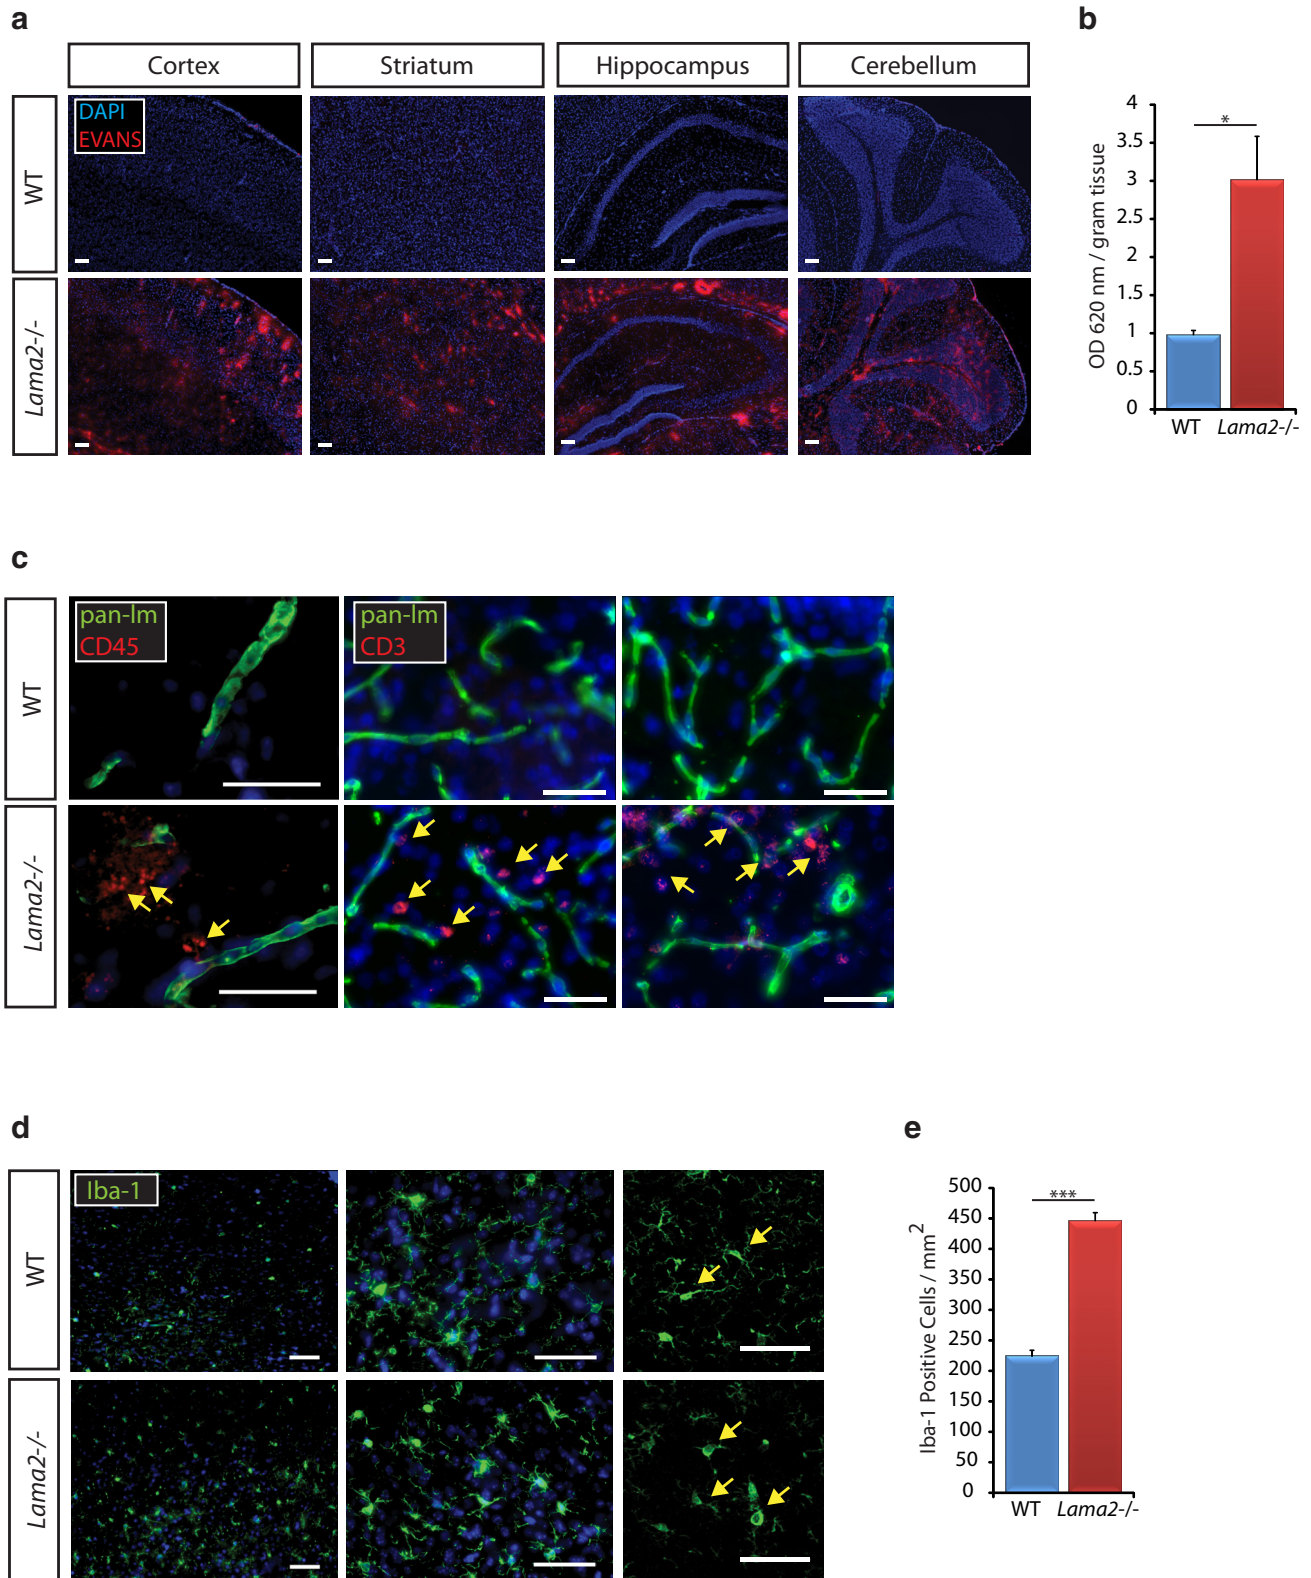 a
Cortex
Striatum
Hippocampus
Cerebellum
WT
DAPI
EVANS
Lama2-/-
b
4
3.5
3
2.5
2
1.5
1
0.5
0
OD 620 nm / gram tissue
*
WT
Lama2-/-
c
WT
pan-lm
CD45
pan-lm
CD3
Lama2-/-
d
WT
Iba-1
Lama2-/-
e
500
450
400
350
300
250
200
150
100
50
0
Iba-1 Positive Cells / mm2
***
WT
Lama2-/-